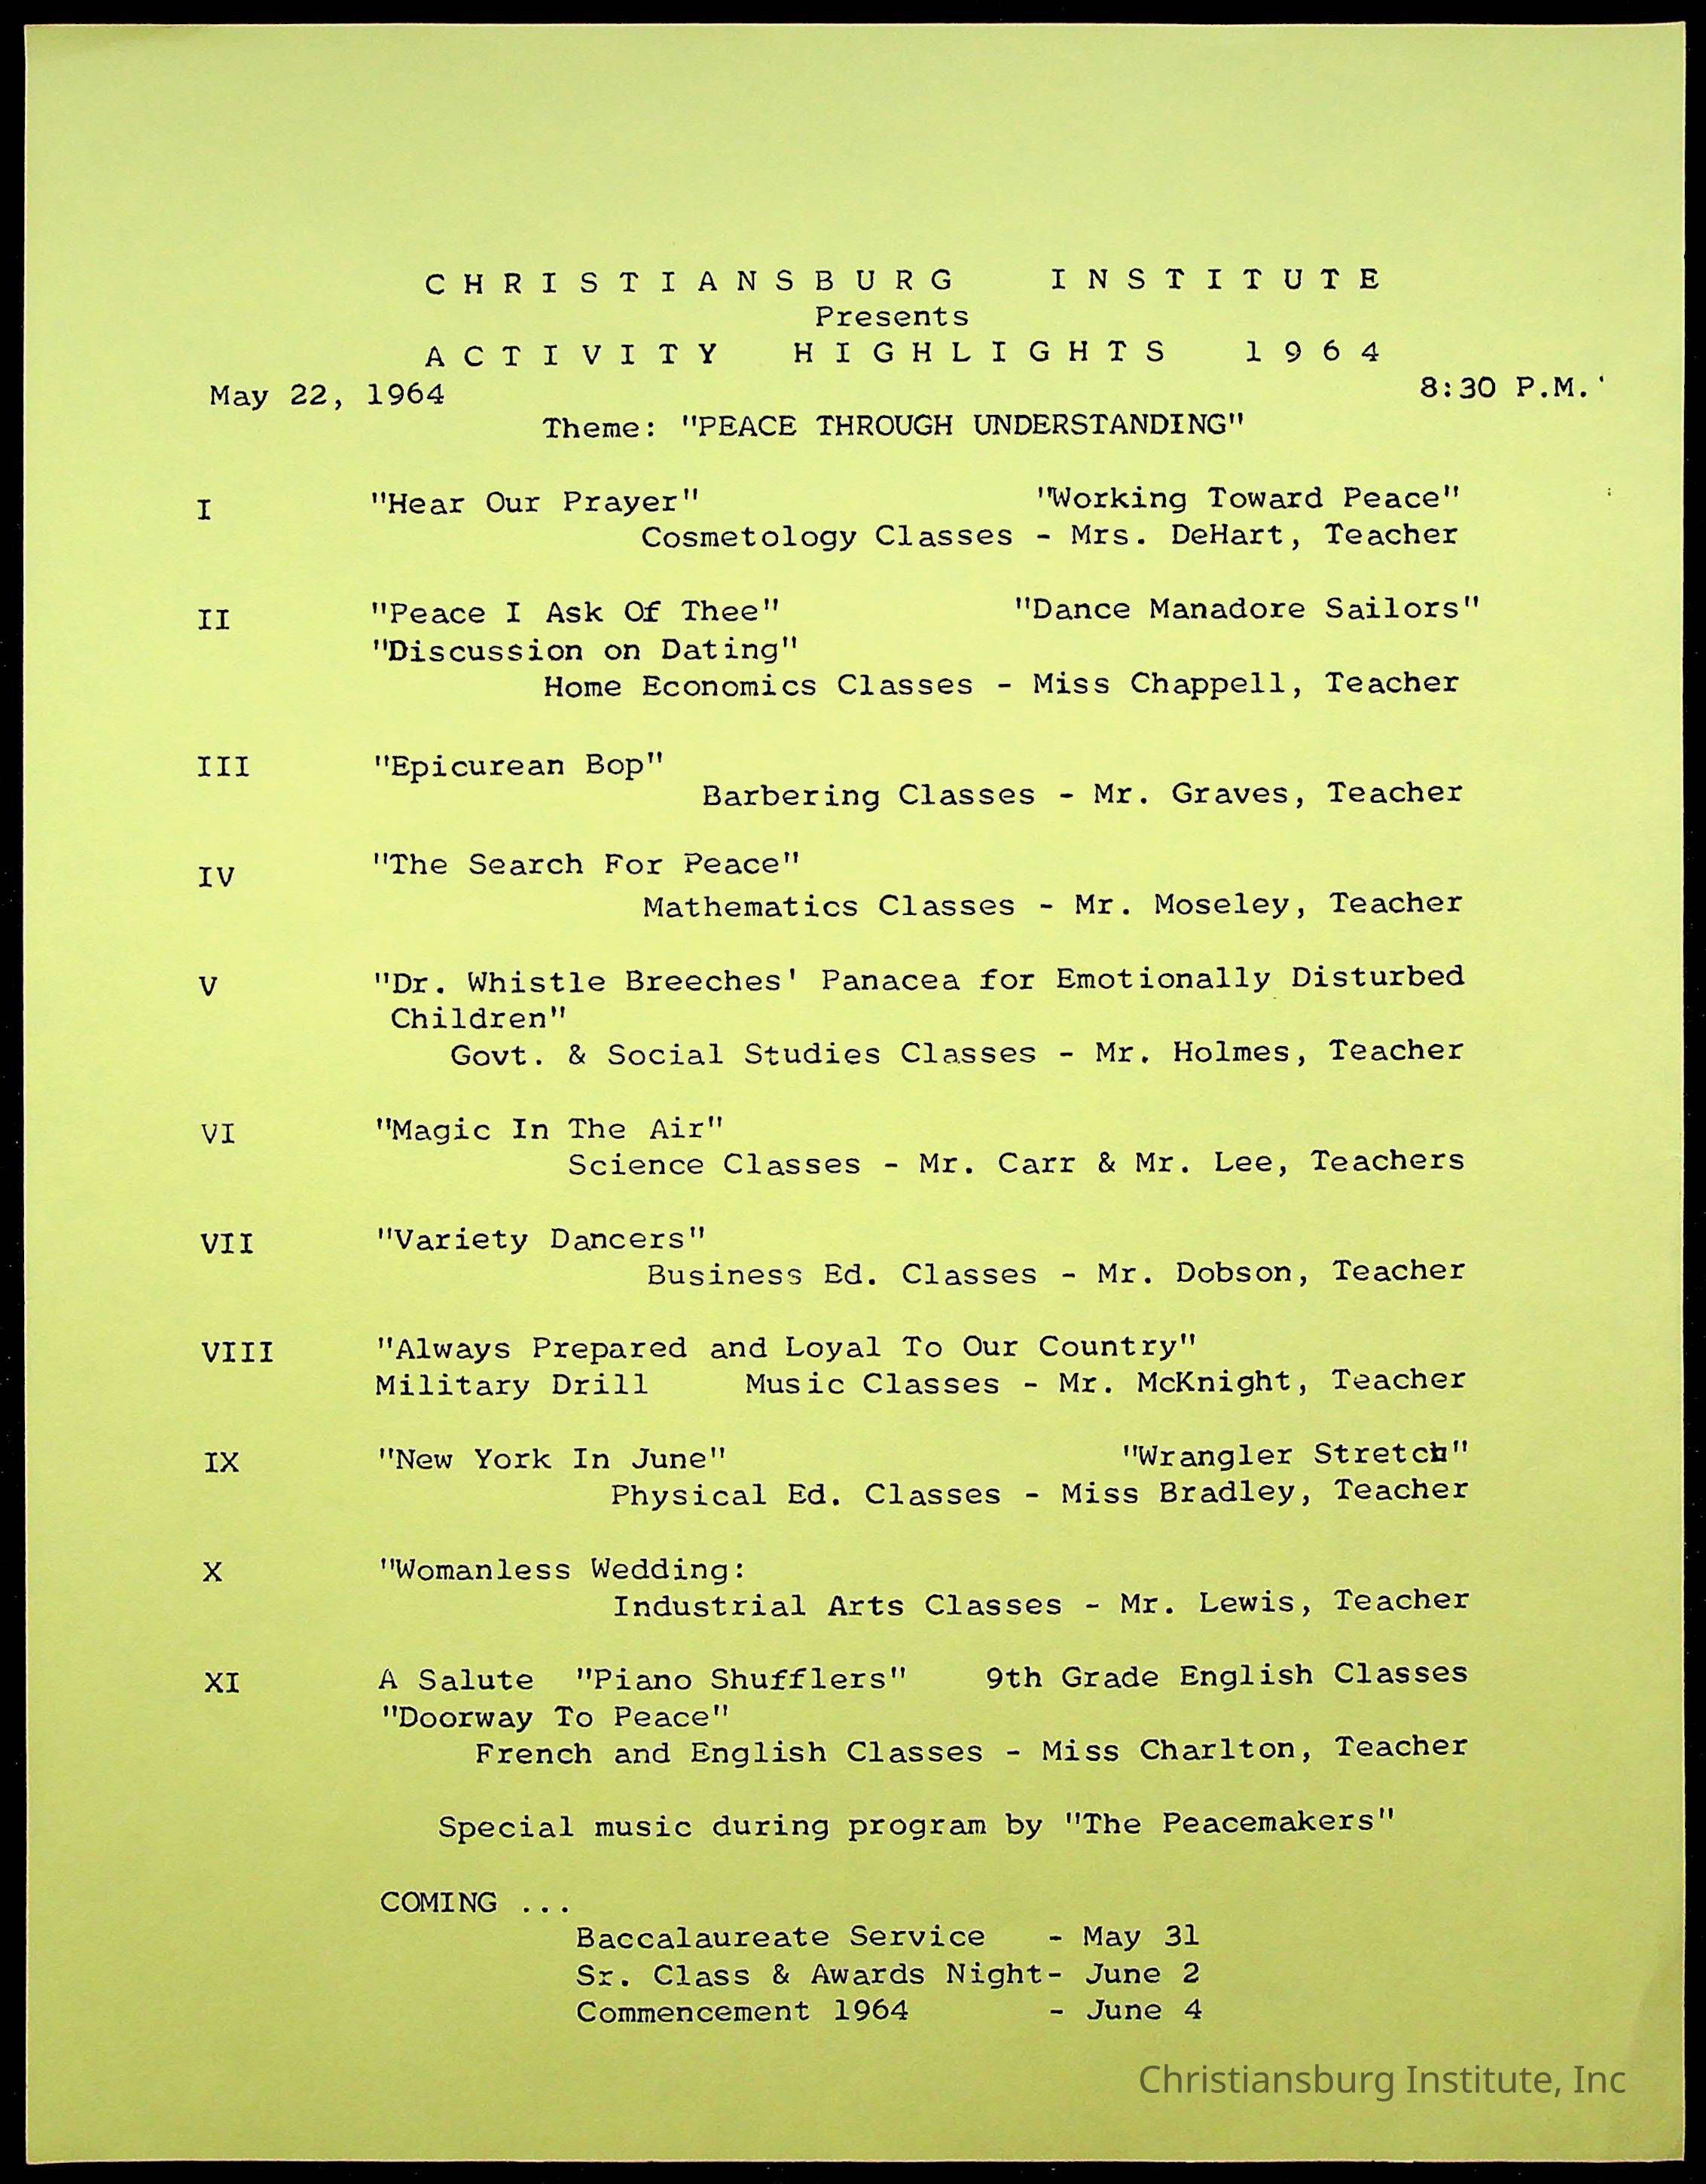 CHRISTIANSBURG INSTITUTE
Presents
ACTIVITY HIGHLIGHTS 1964
May 22, 1964 8:30 P.M.
Theme: "PEACE THROUGH UNDERSTANDING"
I "Hear Our Prayer" "Working Toward Peace"
Cosmetology Classes - Mrs. DeHart, Teacher
II "Peace I Ask Of Thee" "Dance Manadore Sailors"
"Discussion on Dating"
Home Economics Classes - Miss Chappell, Teacher
III "Epicurean Bop"
Barbering Classes - Mr. Graves, Teacher
IV "The Search For Peace"
Mathematics Classes - Mr. Moseley, Teacher
V "Dr. Whistle Breeches' Panacea for Emotionally Disturbed
Children"
Govt. & Social Studies Classes - Mr. Holmes, Teacher
VI "Magic In The Air"
Science Classes - Mr. Carr & Mr. Lee, Teachers
VII "Variety Dancers"
Business Ed. Classes - Mr. Dobson, Teacher
VIII "Always Prepared and Loyal To Our Country"
Military Drill Music Classes - Mr. McKnight, Teacher
IX "New York In June" "Wrangler Stretch"
Physical Ed. Classes - Miss Bradley, Teacher
X "Womanless Wedding:
Industrial Arts Classes - Mr. Lewis, Teacher
XI A Salute "Piano Shufflers" 9th Grade English Classes
"Doorway To Peace"
French and English Classes - Miss Charlton, Teacher
Special music during program by "The Peacemakers"
COMING ...
Baccalaureate Service - May 31
Sr. Class & Awards Night- June 2
Commencement 1964 - June 4
Christiansburg Institute, Inc